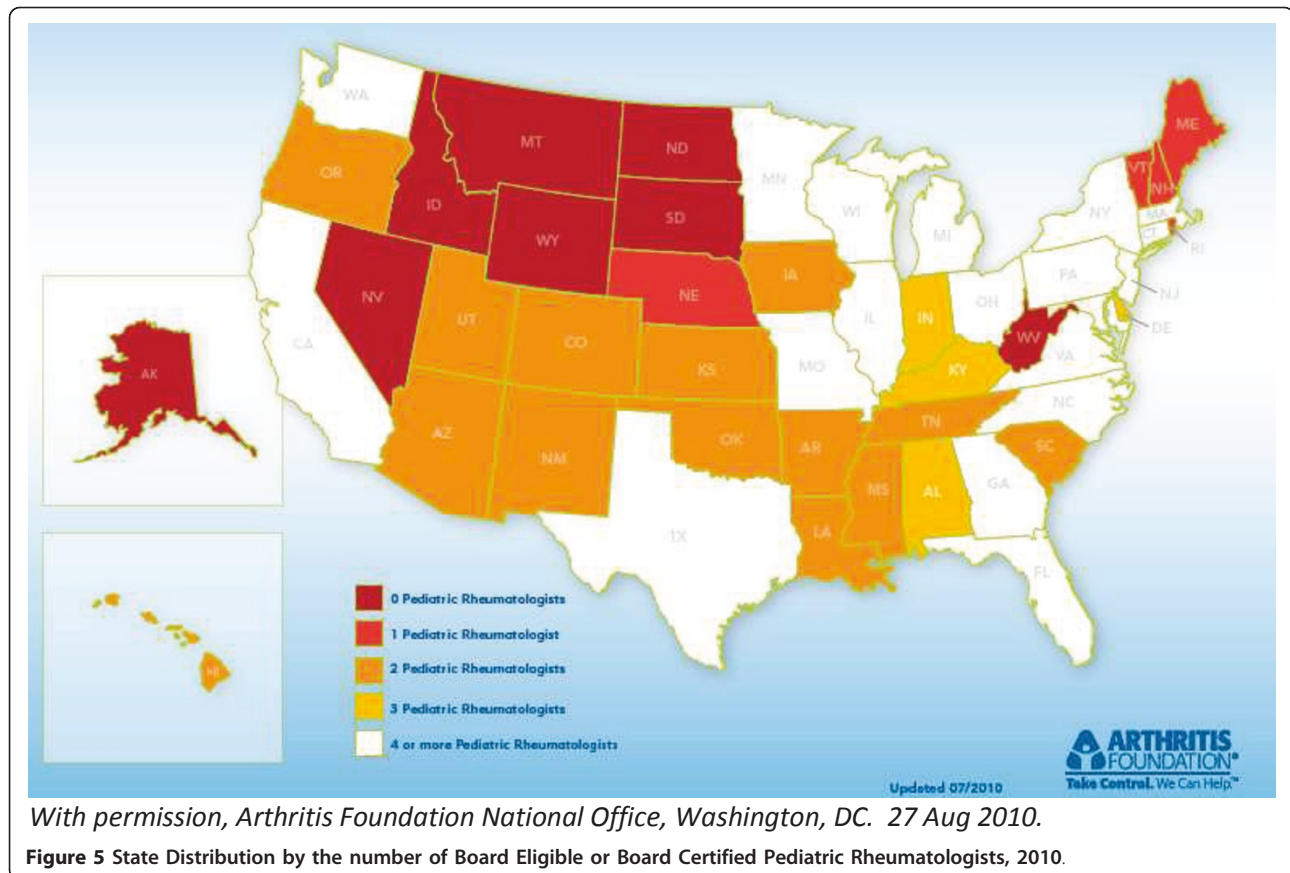 WA
MT
ND
MN
ME
OR
ID
SD
WI
VT
NH
WY
MI
NY
MA
CT
RI
NV
NE
IA
PA
NJ
CA
UT
CO
IL
IN
OH
DE
AK
KS
MO
WV
VA
KY
NC
AZ
NM
OK
AR
TN
SC
MS
AL
GA
TX
LA
FL
HI
0 Pediatric Rheumatologists
1 Pediatric Rheumatologist
2 Pediatric Rheumatologists
3 Pediatric Rheumatologists
4 or more Pediatric Rheumatologists
Updated 07/2010
ARTHRITIS
FOUNDATION®
Take Control. We Can Help.™
With permission, Arthritis Foundation National Office, Washington, DC. 27 Aug 2010.
Figure 5 State Distribution by the number of Board Eligible or Board Certified Pediatric Rheumatologists, 2010.